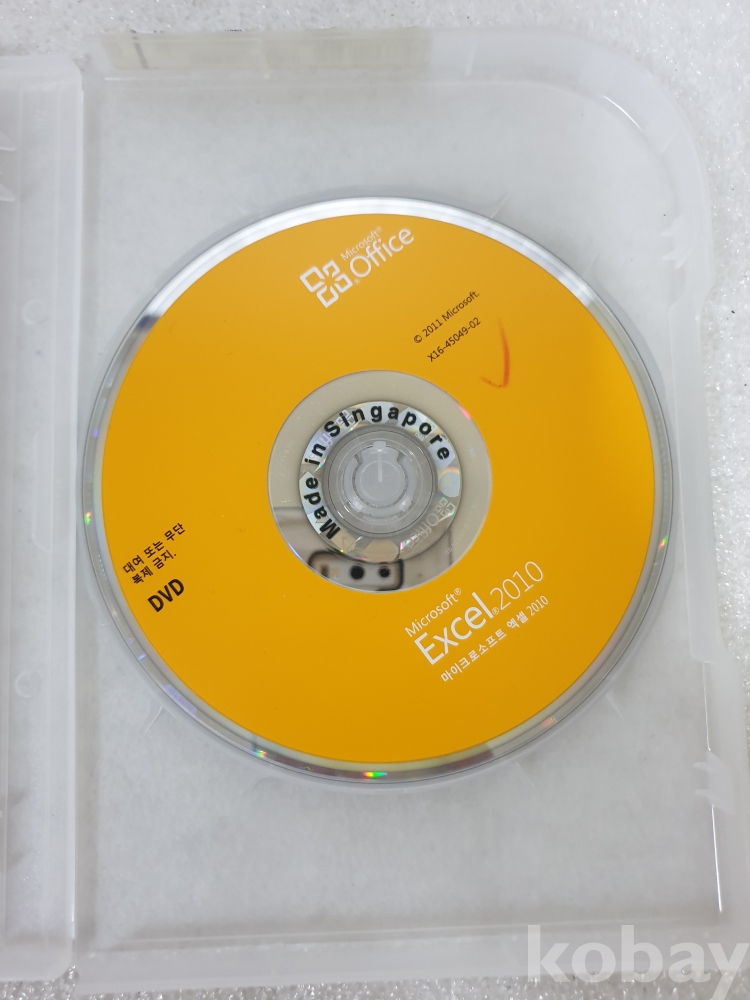 Microsoft®
Office®
© 2011 Microsoft.
X16-45049-02
Made in Singapore
대여 또는 무단
복제 금지.
DVD
Microsoft®
Excel®2010
마이크로소프트 엑셀 2010
kobay